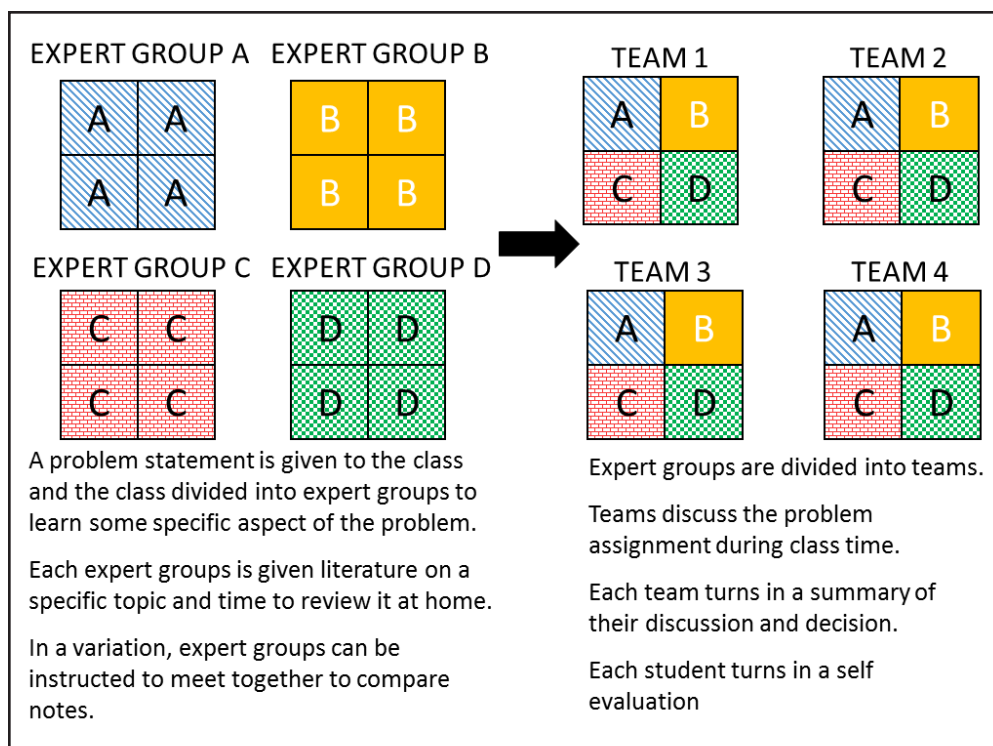 EXPERT GROUP A
EXPERT GROUP B
A A
B B
A A
B B
EXPERT GROUP C
EXPERT GROUP D
C C
D D
C C
D D
A problem statement is given to the class
and the class divided into expert groups to
learn some specific aspect of the problem.
Each expert groups is given literature on a
specific topic and time to review it at home.
In a variation, expert groups can be
instructed to meet together to compare
notes.
TEAM 1
TEAM 2
A B
A B
C D
C D
TEAM 3
TEAM 4
A B
A B
C D
C D
Expert groups are divided into teams.
Teams discuss the problem
assignment during class time.
Each team turns in a summary of
their discussion and decision.
Each student turns in a self
evaluation